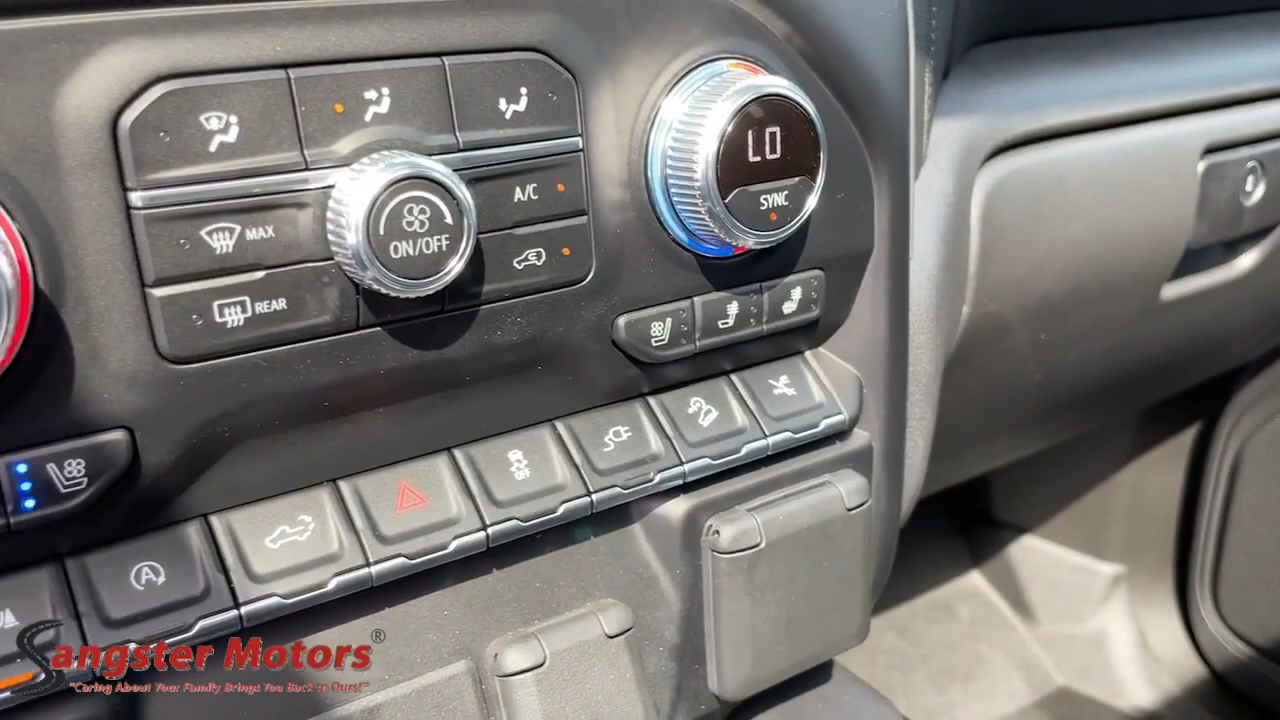 LO
SYNC
A/C
MAX
ON/OFF
REAR
OFF
A
Sangster Motors®
"Caring About Your Family Brings You Back to Ours!"